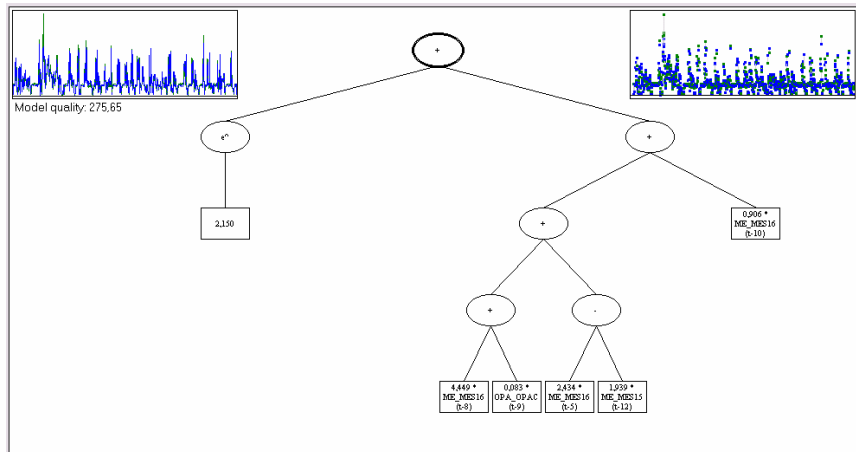 +
Model quality: 275,65
e^
+
2,150
+
0,906 *
ME_MES16
(t-10)
+
-
4,449 *
ME_MES16
(t-8)
0,083 *
OPA_OPAC
(t-9)
2,434 *
ME_MES16
(t-5)
1,939 *
ME_MES15
(t-12)